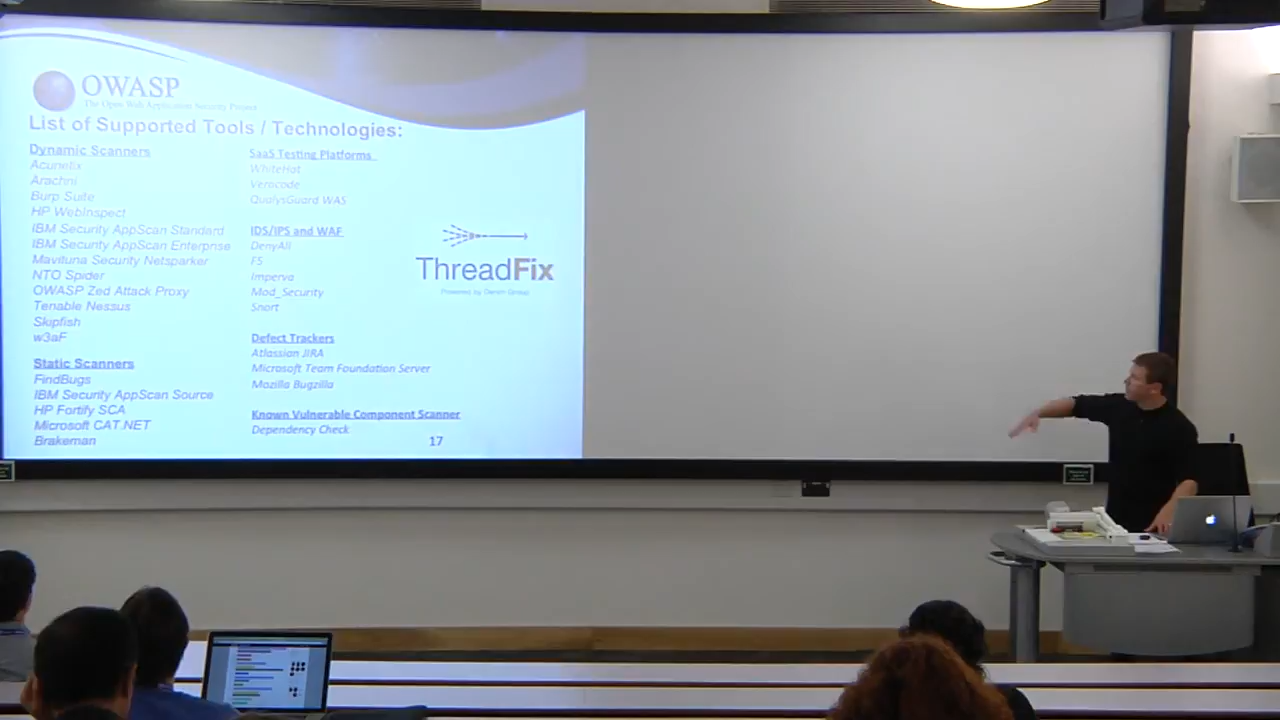 OWASP
The Open Web Application Security Project
List of Supported Tools / Technologies:
Dynamic Scanners
Acunetix
Arachni
Burp Suite
HP WebInspect
IBM Security AppScan Standard
IBM Security AppScan Enterprise
Mavituna Security Netsparker
NTO Spider
OWASP Zed Attack Proxy
Tenable Nessus
Skipfish
w3aF
Static Scanners
FindBugs
IBM Security AppScan Source
HP Fortify SCA
Microsoft CAT.NET
Brakeman
SaaS Testing Platforms
WhiteHat
Veracode
QualysGuard WAS
IDS/IPS and WAF
DenyAll
F5
Imperva
Mod_Security
Snort
Defect Trackers
Atlassian JIRA
Microsoft Team Foundation Server
Mozilla Bugzilla
Known Vulnerable Component Scanner
Dependency Check
ThreadFix
Powered by Denim Group
17